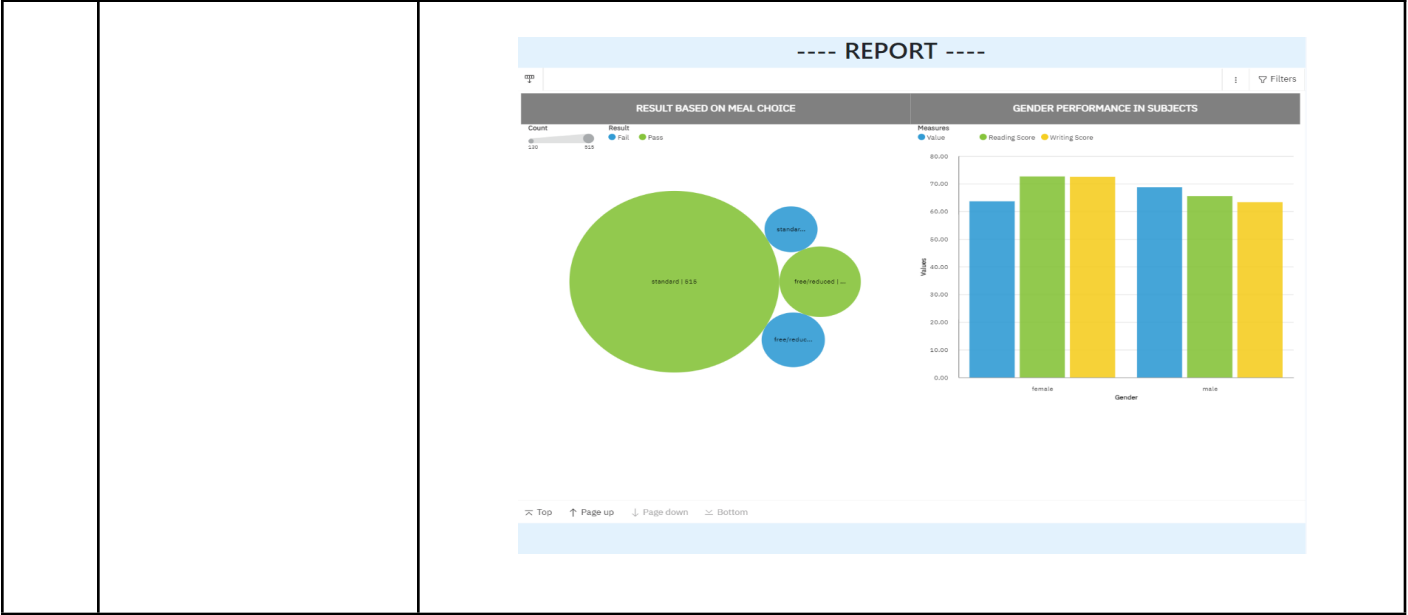 ---- REPORT ----
Filters
RESULT BASED ON MEAL CHOICE
GENDER PERFORMANCE IN SUBJECTS
Count
130
515
Result
Fail
Pass
standard | 515
standar...
free/reduced | ...
free/reduc...
Measures
Value
Reading Score
Writing Score
80.00
70.00
60.00
50.00
40.00
30.00
20.00
10.00
0.00
Values
female
male
Gender
Top
Page up
Page down
Bottom